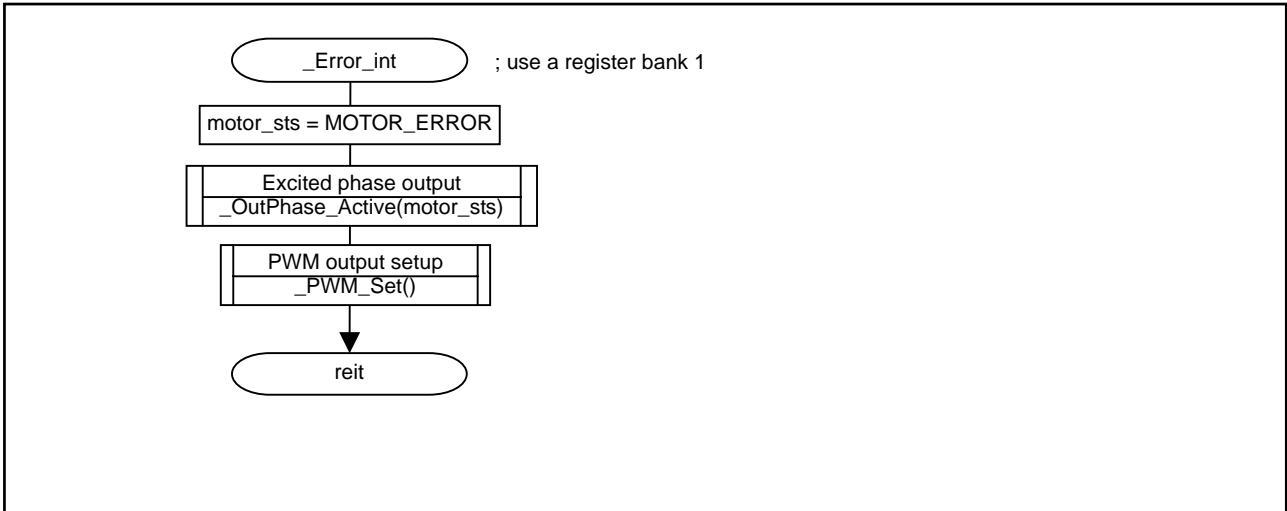 _Error_int
; use a register bank 1
motor_sts = MOTOR_ERROR
Excited phase output
_OutPhase_Active(motor_sts)
PWM output setup
_PWM_Set()
reit